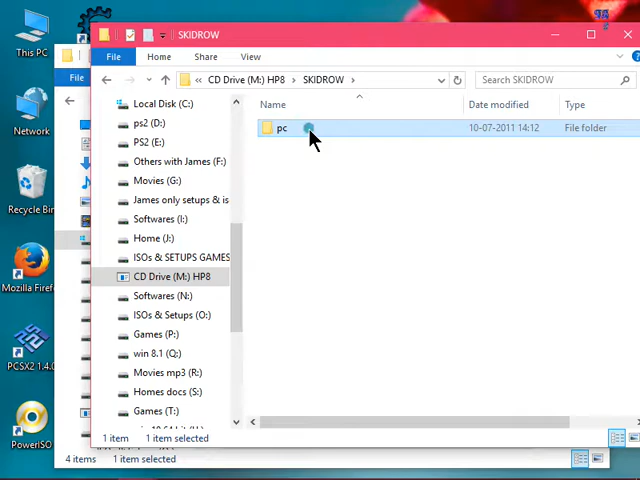 This PC
Network
Recycle Bin
Mozilla Firef
PCSX2 1.4.0
PowerISO
File
SKIDROW
File
Home
Share
View
« CD Drive (M:) HP8 › SKIDROW ›
Search SKIDROW
Name
Date modified
Type
pc
10-07-2011 14:12
File folder
Local Disk (C:)
ps2 (D:)
PS2 (E:)
Others with James (F:)
Movies (G:)
James only setups & is
Softwares (I:)
Home (J:)
ISOs & SETUPS GAMES
CD Drive (M:) HP8
Softwares (N:)
ISOs & Setups (O:)
Games (P:)
win 8.1 (Q:)
Movies mp3 (R:)
Homes docs (S:)
Games (T:)
1 item
1 item selected
4 items
1 item selected